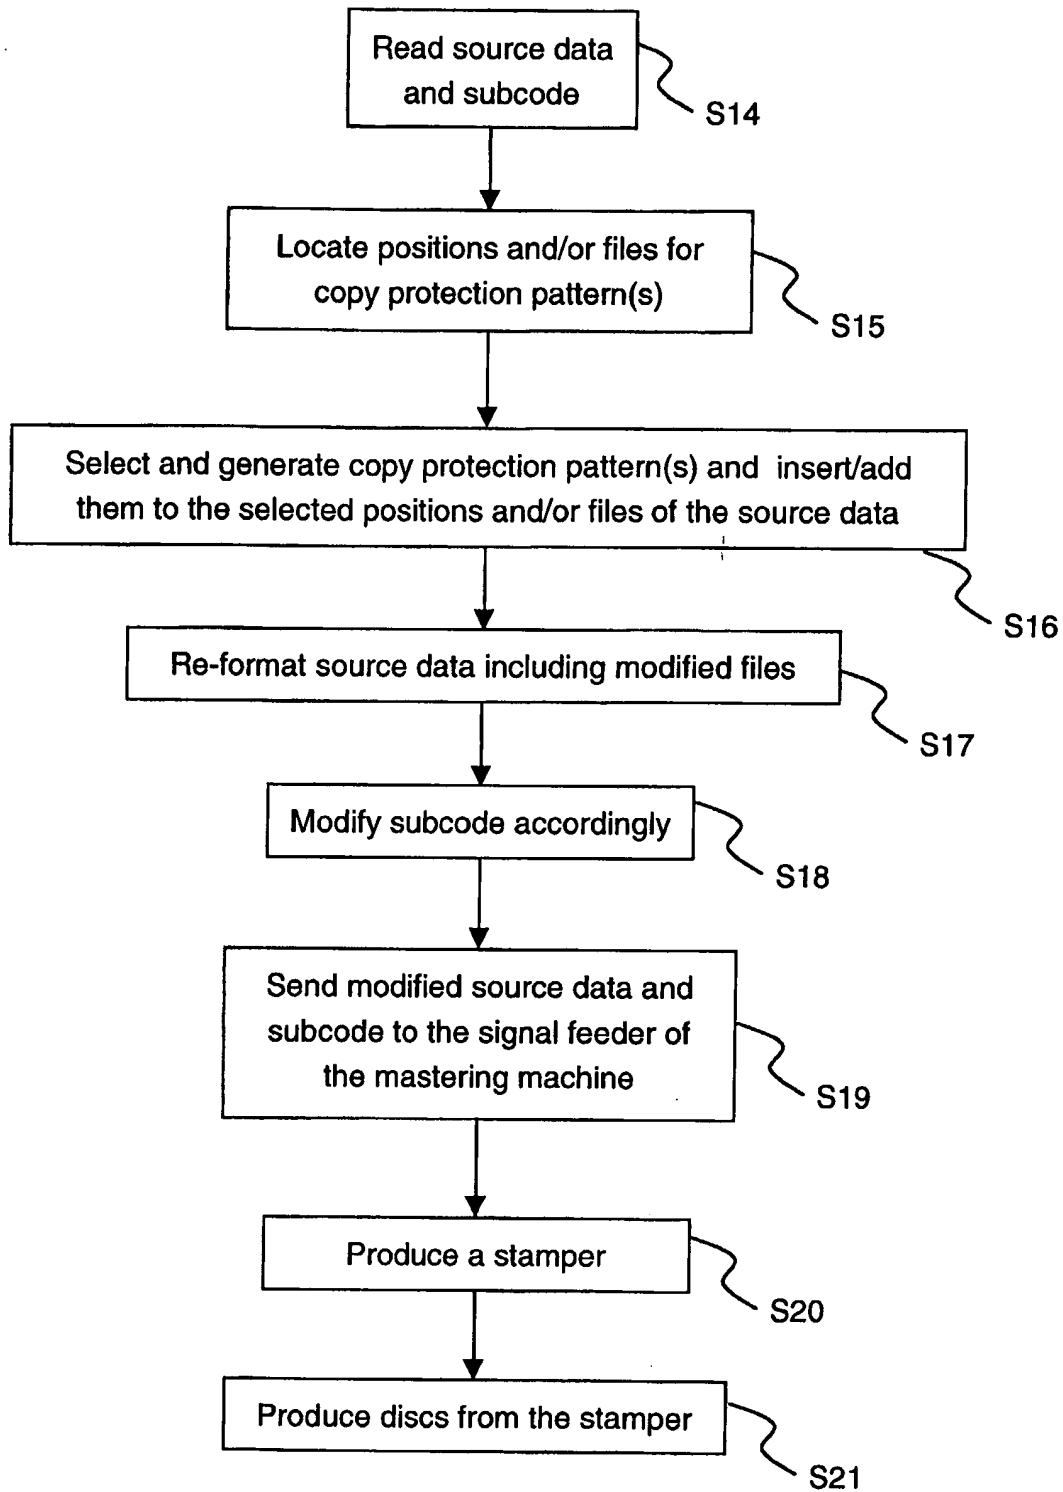 Read source data
and subcode
S14
Locate positions and/or files for
copy protection pattern(s)
S15
Select and generate copy protection pattern(s) and insert/add
them to the selected positions and/or files of the source data
S16
Re-format source data including modified files
S17
Modify subcode accordingly
S18
Send modified source data and
subcode to the signal feeder of
the mastering machine
S19
Produce a stamper
S20
Produce discs from the stamper
S21